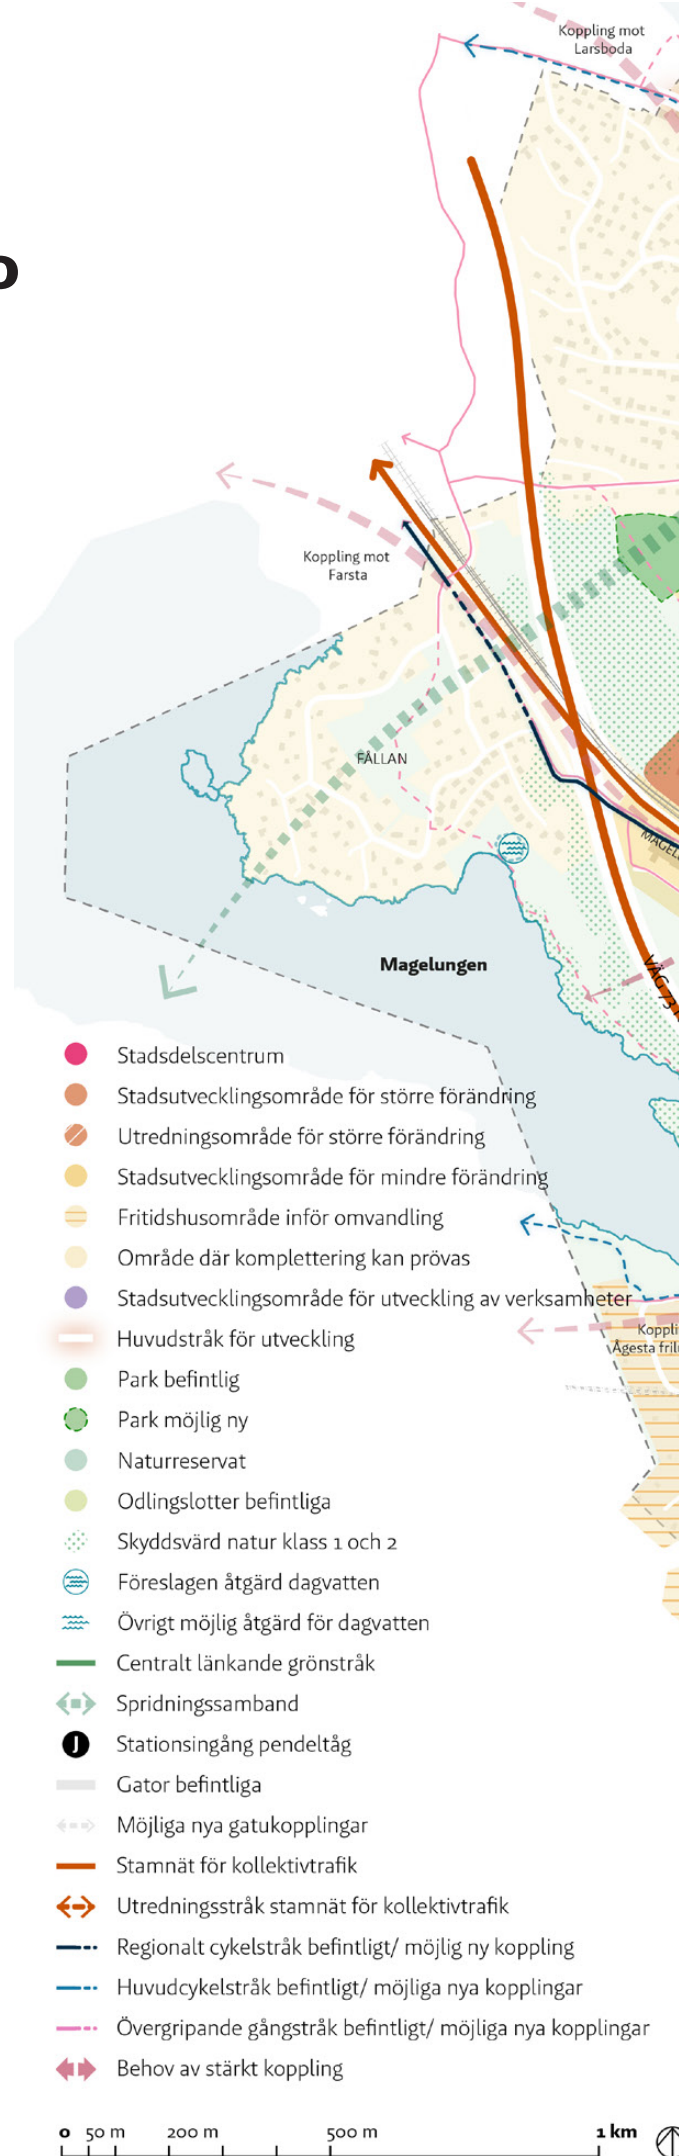 Koppling mot
Larsboda
Koppling mot
Farsta
FÅLLAN
Magelungen
VÄG 73
Stadsdelscentrum
Stadsutvecklingsområde för större förändring
Utredningsområde för större förändring
Stadsutvecklingsområde för mindre förändring
Fritidshusområde inför omvandling
Område där komplettering kan prövas
Stadsutvecklingsområde för utveckling av verksamheter
Huvudstråk för utveckling
Ågesta
Park befintlig
Park möjlig ny
Naturreservat
Odlingslotter befintliga
Skyddsvärd natur klass 1 och 2
Föreslagen åtgärd dagvatten
Övrigt möjlig åtgärd för dagvatten
Centralt länkande grönstråk
Spridningssamband
J Stationsingång pendeltåg
Gator befintliga
Möjliga nya gatukopplingar
Stamnät för kollektivtrafik
Utredningsstråk stamnät för kollektivtrafik
Regionalt cykelstråk befintligt/ möjlig ny koppling
Huvudcykelstråk befintligt/ möjliga nya kopplingar
Övergripande gångstråk befintligt/ möjliga nya kopplingar
Behov av stärkt koppling
0 50 m 200 m 500 m 1 km